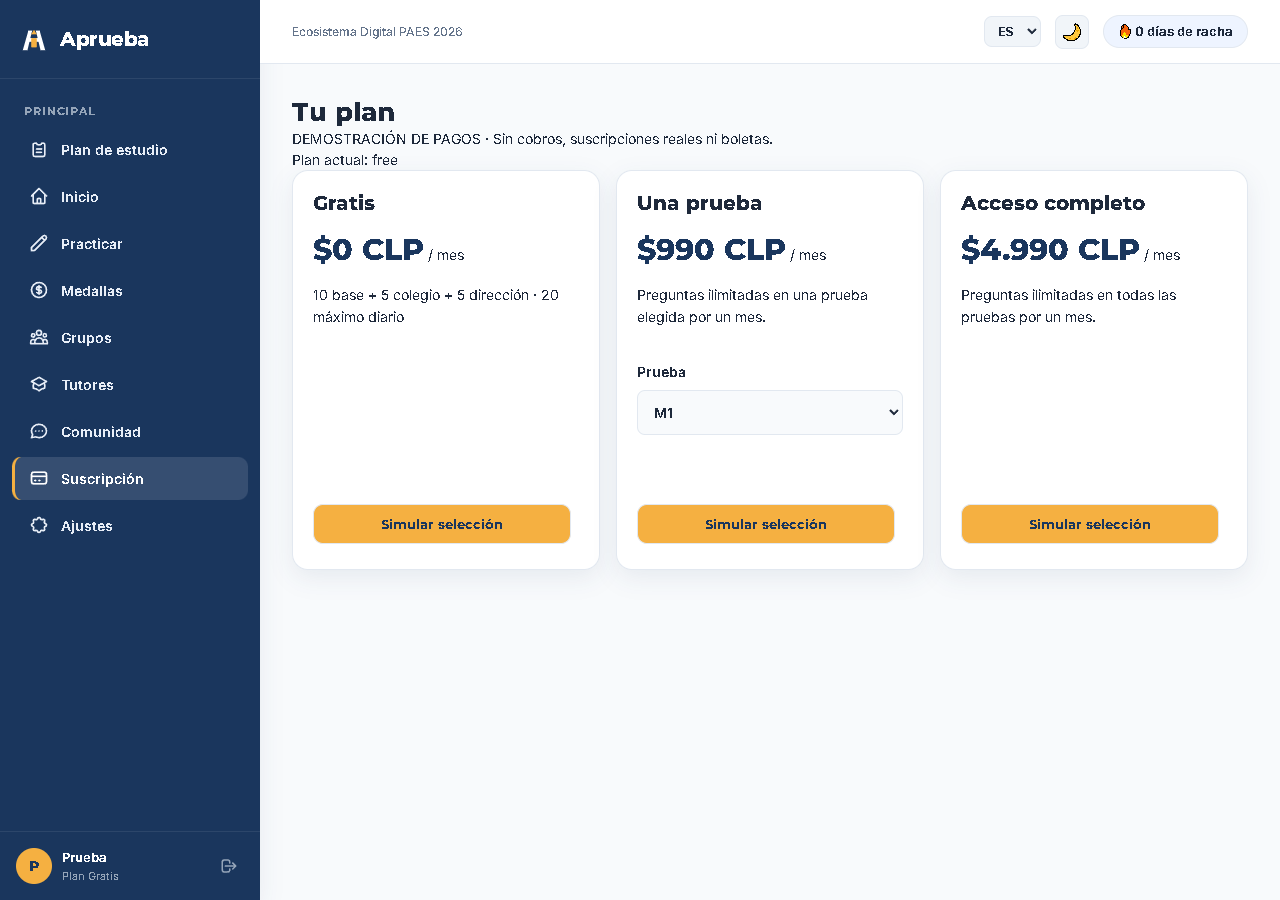 Aprueba
PRINCIPAL
Plan de estudio
Inicio
Practicar
Medallas
Grupos
Tutores
Comunidad
Suscripción
Ajustes
P
Prueba
Plan Gratis
Ecosistema Digital PAES 2026
ES
0 días de racha
Tu plan
DEMOSTRACIÓN DE PAGOS · Sin cobros, suscripciones reales ni boletas.
Plan actual: free
Gratis
$0 CLP / mes
10 base + 5 colegio + 5 dirección · 20
máximo diario
Simular selección
Una prueba
$990 CLP / mes
Preguntas ilimitadas en una prueba
elegida por un mes.
Prueba
M1
Simular selección
Acceso completo
$4.990 CLP / mes
Preguntas ilimitadas en todas las
pruebas por un mes.
Simular selección